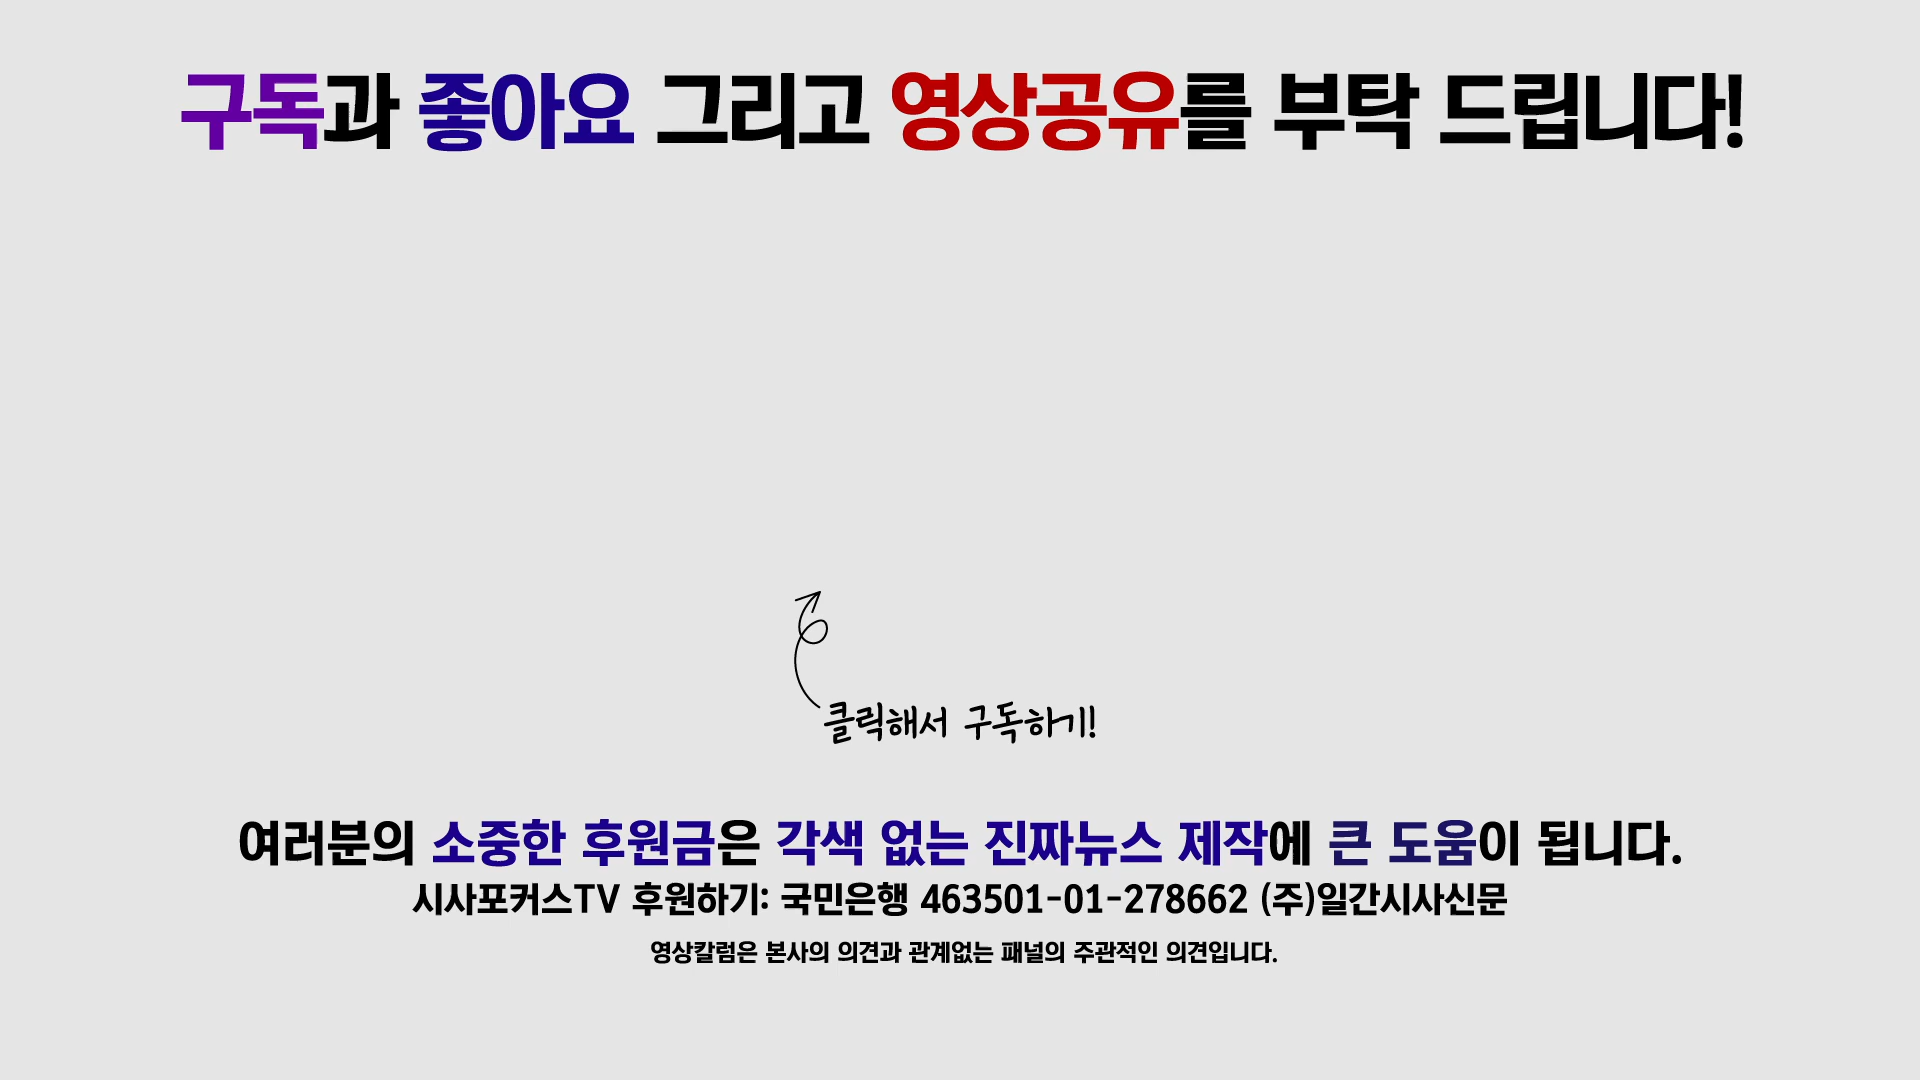 구독과 좋아요 그리고 영상공유를 부탁 드립니다!
클릭해서 구독하기!
여러분의 소중한 후원금은 각색 없는 진짜뉴스 제작에 큰 도움이 됩니다.
시사포커스TV 후원하기: 국민은행 463501-01-278662 (주)일간시사신문
영상칼럼은 본사의 의견과 관계없는 패널의 주관적인 의견입니다.